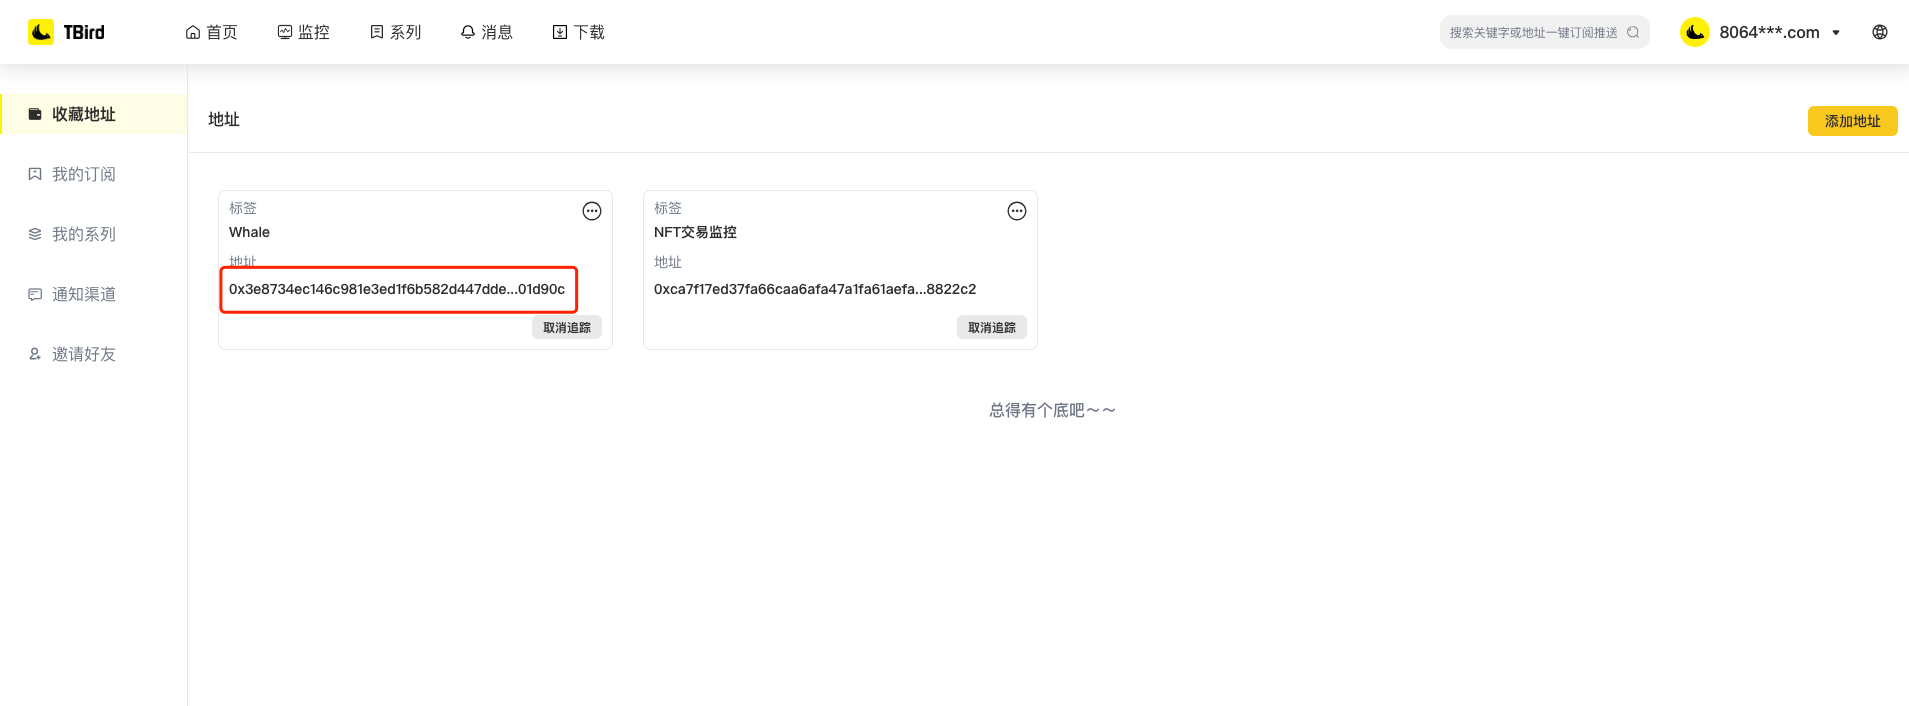 TBird
首页
监控
系列
消息
下载
搜索关键字或地址一键订阅推送
8064***.com
收藏地址
我的订阅
我的系列
通知渠道
邀请好友
地址
添加地址
标签
Whale
地址
0x3e8734ec146c981e3ed1f6b582d447dde...01d90c
取消追踪
标签
NFT交易监控
地址
0xca7f17ed37fa66caa6afa47a1fa61aefa...8822c2
取消追踪
总得有个底吧～～